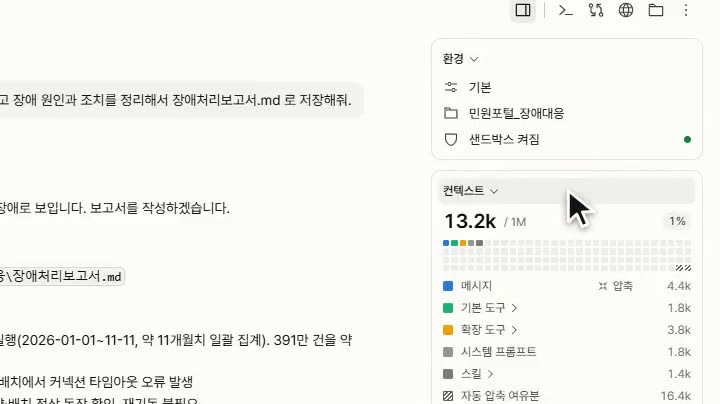 고 장애 원인과 조치를 정리해서 장애처리보고서.md 로 저장해줘.
장애로 보입니다. 보고서를 작성하겠습니다.
\장애처리보고서.md
실행(2026-01-01~11-11, 약 11개월치 일괄 집계). 391만 건을 약
배치에서 커넥션 타임아웃 오류 발생
환경
기본
민원포털_장애대응
샌드박스 켜짐
컨텍스트
13.2k / 1M 1%
메시지 압축 4.4k
기본 도구 1.8k
확장 도구 3.8k
시스템 프롬프트 1.8k
스킬 1.4k
자동 압축 여유분 16.4k